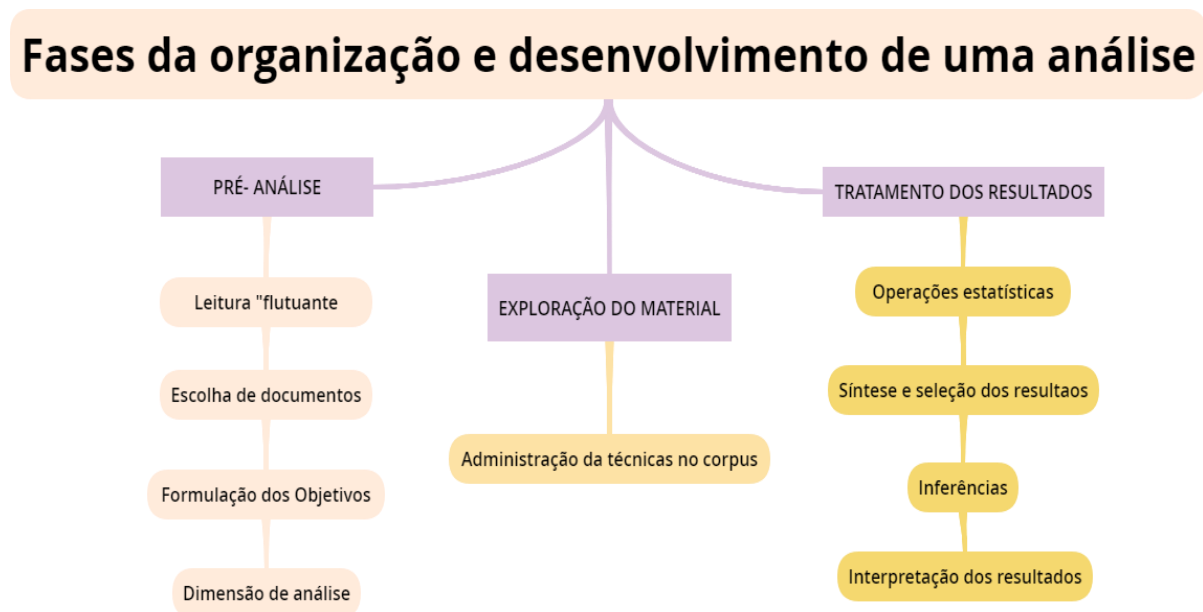 Fases da organização e desenvolvimento de uma análise
PRÉ- ANÁLISE
Leitura "flutuante
Escolha de documentos
Formulação dos Objetivos
Dimensão de análise
EXPLORAÇÃO DO MATERIAL
Administração da técnicas no corpus
TRATAMENTO DOS RESULTADOS
Operações estatísticas
Síntese e seleção dos resultaos
Inferências
Interpretação dos resultados